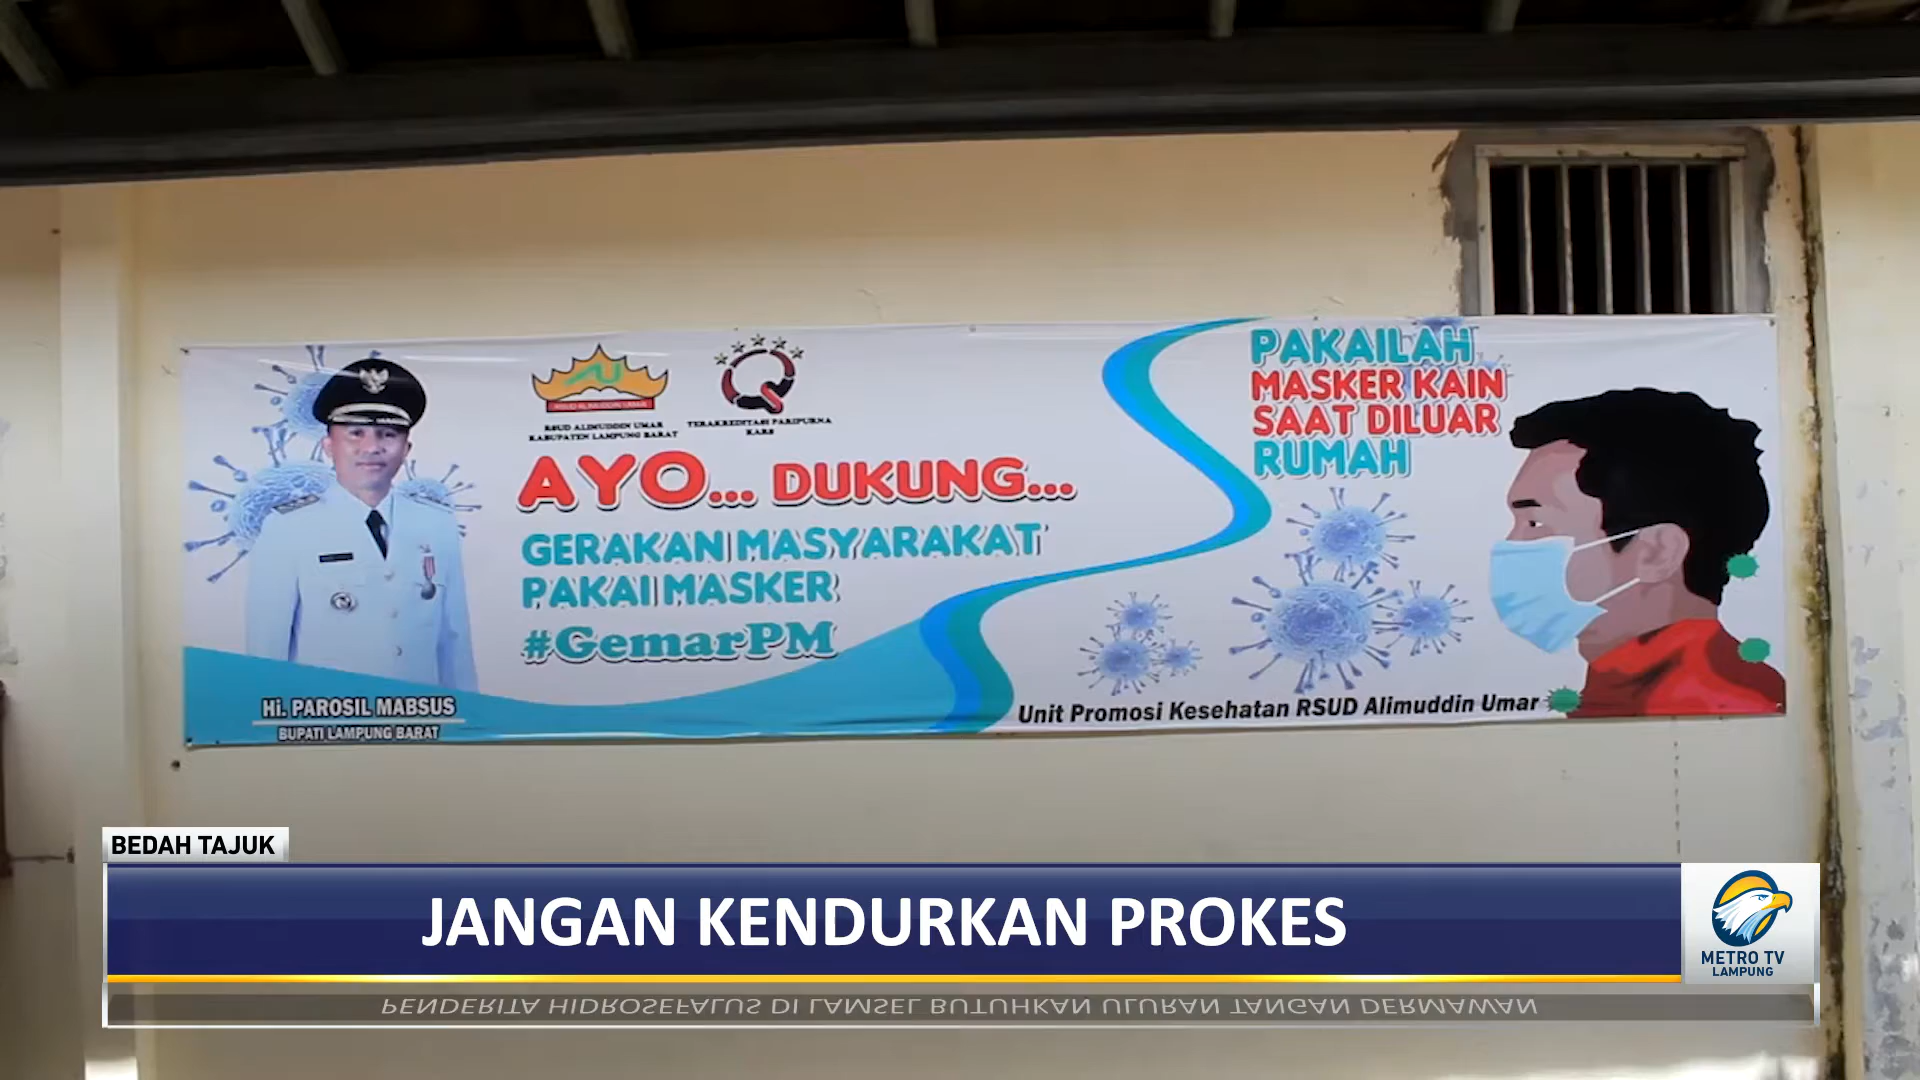 RSUD ALIMUDDIN UMAR
KABUPATEN LAMPUNG BARAT
TERAKREDITASI PARIPURNA
KARS
AYO... DUKUNG...
GERAKAN MASYARAKAT
PAKAI MASKER
#GemarPM
Hi. PAROSIL MABSUS
BUPATI LAMPUNG BARAT
PAKAILAH
MASKER KAIN
SAAT DILUAR
RUMAH
Unit Promosi Kesehatan RSUD Alimuddin Umar
BEDAH TAJUK
JANGAN KENDURKAN PROKES
METRO TV
LAMPUNG
PENDERITA HIDROSEFALUS DI LAMSEL BUTUHKAN ULURAN TANGAN DERMAWAN